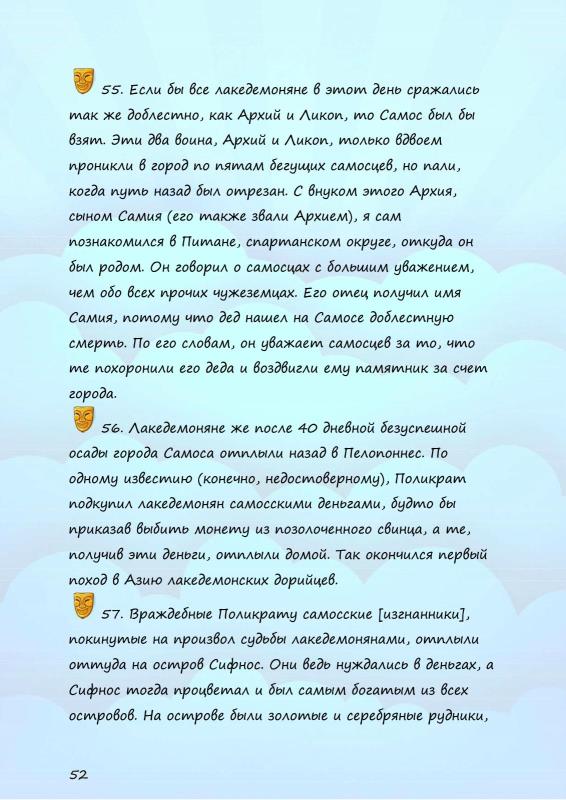 55. Если бы все лакедемоняне в этот день сражались
так же доблестно, как Архий и Ликоп, то Самос был бы
взят. Эти два воина, Архий и Ликоп, только вдвоем
проникли в город по пятам бегущих самосцев, но пали,
когда путь назад был отрезан. С внуком этого Архия,
сыном Самия (его также звали Архием), я сам
познакомился в Питане, спартанском округе, откуда он
был родом. Он говорил о самосцах с большим уважением,
чем обо всех прочих чужеземцах. Его отец получил имя
Самия, потому что дед нашел на Самосе доблестную
смерть. По его словам, он уважает самосцев за то, что
те похоронили его деда и воздвигли ему памятник за счет
города.
56. Лакедемоняне же после 40 дневной безуспешной
осады города Самоса отплыли назад в Пелопоннес. По
одному известию (конечно, недостоверному), Поликрат
подкупил лакедемонян самосскими деньгами, будто бы
приказав выбить монету из позолоченного свинца, а те,
получив эти деньги, отплыли домой. Так окончился первый
поход в Азию лакедемонских дорийцев.
57. Враждебные Поликрату самосские [изгнанники],
покинутые на произвол судьбы лакедемонянами, отплыли
оттуда на остров Сифнос. Они ведь нуждались в деньгах, а
Сифнос тогда процветал и был самым богатым из всех
островов. На острове были золотые и серебряные рудники,
52